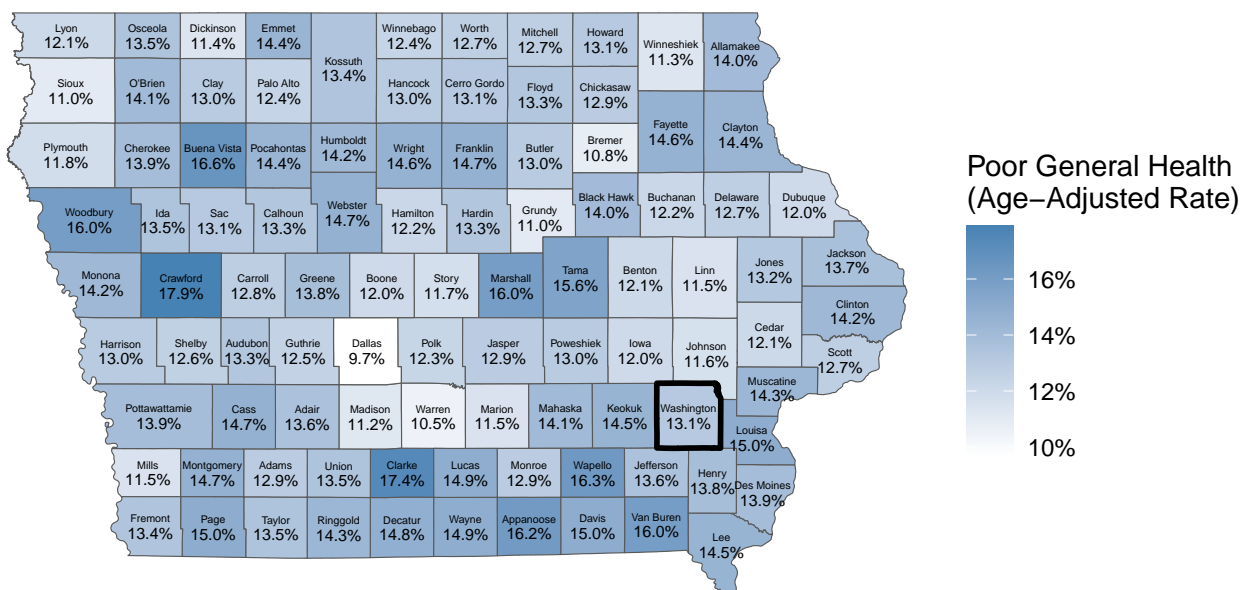 Lyon
12.1%
Osceola
13.5%
Dickinson
11.4%
Emmet
14.4%
Kossuth
13.4%
Winnebago
12.4%
Worth
12.7%
Mitchell
12.7%
Howard
13.1%
Winneshiek
11.3%
Allamakee
14.0%
Sioux
11.0%
O'Brien
14.1%
Clay
13.0%
Palo Alto
12.4%
Hancock
13.0%
Cerro Gordo
13.1%
Floyd
13.3%
Chickasaw
12.9%
Plymouth
11.8%
Cherokee
13.9%
Buena Vista
16.6%
Pocahontas
14.4%
Humboldt
14.2%
Wright
14.6%
Franklin
14.7%
Butler
13.0%
Bremer
10.8%
Fayette
14.6%
Clayton
14.4%
Woodbury
16.0%
Ida
13.5%
Sac
13.1%
Calhoun
13.3%
Webster
14.7%
Hamilton
12.2%
Hardin
13.3%
Grundy
11.0%
Black Hawk
14.0%
Buchanan
12.2%
Delaware
12.7%
Dubuque
12.0%
Monona
14.2%
Crawford
17.9%
Carroll
12.8%
Greene
13.8%
Boone
12.0%
Story
11.7%
Marshall
16.0%
Tama
15.6%
Benton
12.1%
Linn
11.5%
Jones
13.2%
Jackson
13.7%
Clinton
14.2%
Harrison
13.0%
Shelby
12.6%
Audubon
13.3%
Guthrie
12.5%
Dallas
9.7%
Polk
12.3%
Jasper
12.9%
Poweshiek
13.0%
Iowa
12.0%
Johnson
11.6%
Cedar
12.1%
Scott
12.7%
Muscatine
14.3%
Pottawattamie
13.9%
Cass
14.7%
Adair
13.6%
Madison
11.2%
Warren
10.5%
Marion
11.5%
Mahaska
14.1%
Keokuk
14.5%
Washington
13.1%
Louisa
15.0%
Mills
11.5%
Montgomery
14.7%
Adams
12.9%
Union
13.5%
Clarke
17.4%
Lucas
14.9%
Monroe
12.9%
Wapello
16.3%
Jefferson
13.6%
Henry
13.8%
Des Moines
13.9%
Fremont
13.4%
Page
15.0%
Taylor
13.5%
Ringgold
14.3%
Decatur
14.8%
Wayne
14.9%
Appanoose
16.2%
Davis
15.0%
Van Buren
16.0%
Lee
14.5%
Poor General Health
(Age−Adjusted Rate)
16%
14%
12%
10%